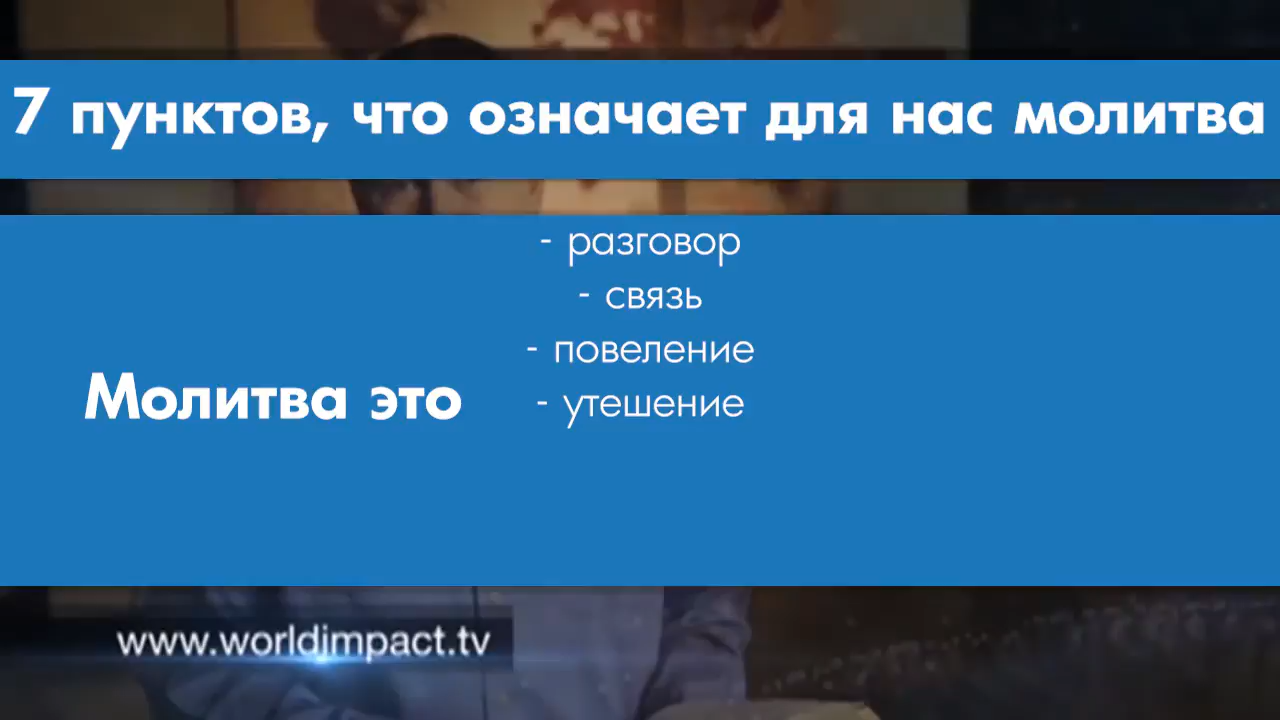 7 пунктов, что означает для нас молитва
- разговор
- связь
- повеление
Молитва это
- утешение
www.worldimpact.tv